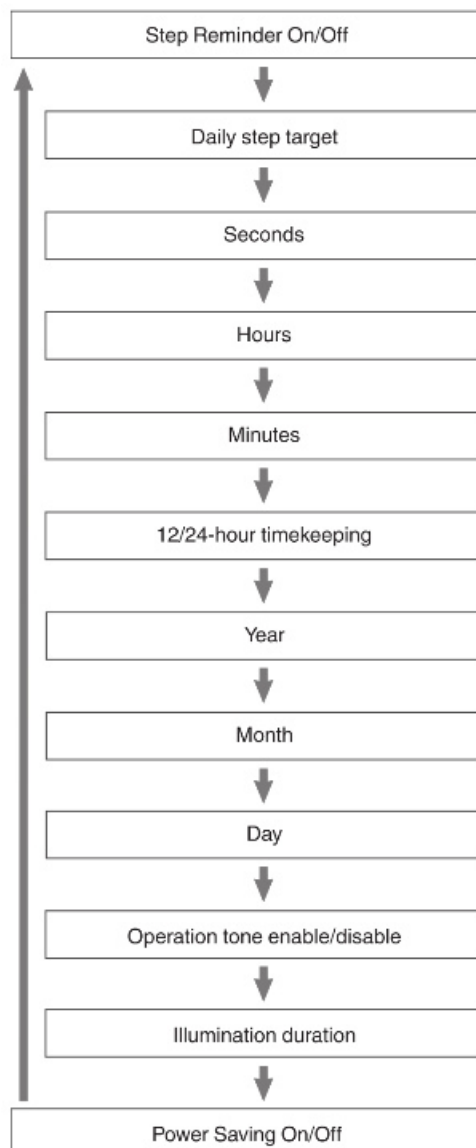 Step Reminder On/Off
Daily step target
Seconds
Hours
Minutes
12/24-hour timekeeping
Year
Month
Day
Operation tone enable/disable
Illumination duration
Power Saving On/Off